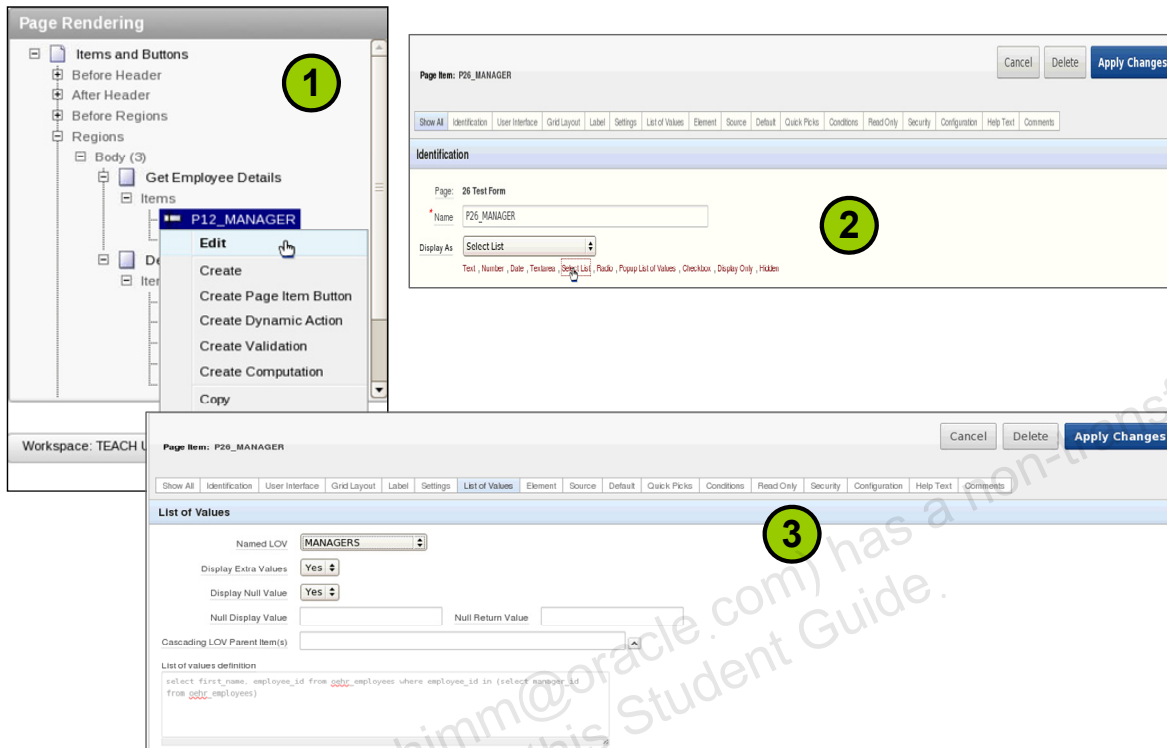 Page Rendering
Items and Buttons
Before Header
After Header
Before Regions
Regions
Body (3)
Get Employee Details
Items
P12_MANAGER
Edit
Create
Create Page Item Button
Create Dynamic Action
Create Validation
Create Computation
Copy
De
Iter
Workspace: TEACH U
1
Page Item: P26_MANAGER
Cancel Delete Apply Changes
Show All Identification User Interface Grid Layout Label Settings List of Values Element Source Default Quick Picks Conditions Read Only Security Configuration Help Text Comments
Identification
Page: 26 Test Form
* Name P26_MANAGER
Display As Select List
Text , Number , Date , Textarea , Select List , Radio , Popup List of Values , Checkbox , Display Only , Hidden
2
Page Item: P26_MANAGER
Cancel Delete Apply Changes
Show All Identification User Interface Grid Layout Label Settings List of Values Element Source Default Quick Picks Conditions Read Only Security Configuration Help Text Comments
List of Values
3
Named LOV MANAGERS
Display Extra Values Yes
Display Null Value Yes
Null Display Value Null Return Value
Cascading LOV Parent Item(s)
List of values definition
select first_name, employee_id from oehr_employees where employee_id in (select manager_id
from oehr_employees)
himm@oracle.com) has a non-transf
his Student Guide.